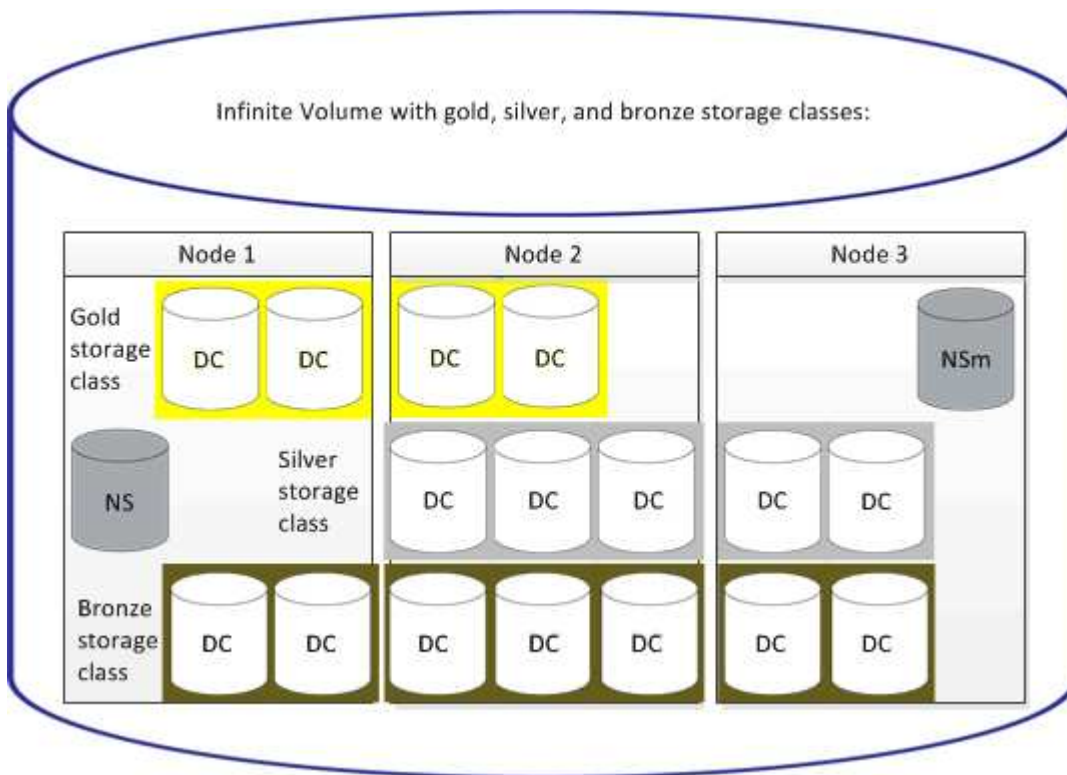 Infinite Volume with gold, silver, and bronze storage classes:
Node 1
Node 2
Node 3
Gold
storage
class
DC
DC
DC
DC
NSm
NS
Silver
storage
class
DC
DC
DC
DC
DC
Bronze
storage
class
DC
DC
DC
DC
DC
DC
DC